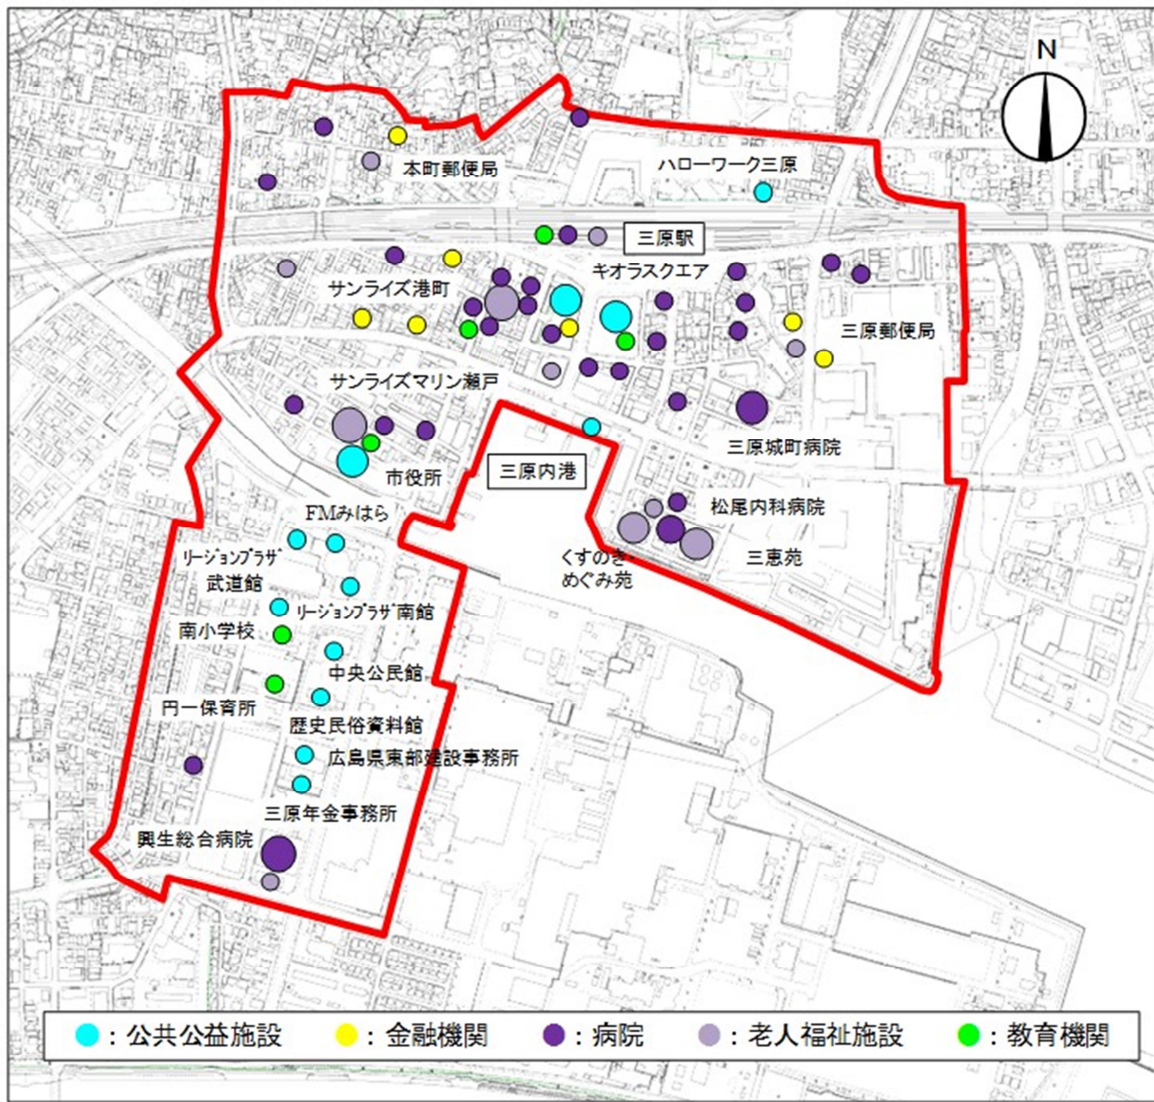 N
本町郵便局
ハローワーク三原
三原駅
キオラスクエア
サンライズ港町
三原郵便局
サンライズマリン瀬戸
三原城町病院
市役所
三原内港
松尾内科病院
FMみはら
くすのき・
めぐみ苑
三恵苑
リージョンプラザ
武道館
リージョンプラザ南館
南小学校
中央公民館
円一保育所
歴史民俗資料館
広島県東部建設事務所
三原年金事務所
興生総合病院
：公共公益施設 ：金融機関 ：病院 ：老人福祉施設 ：教育機関